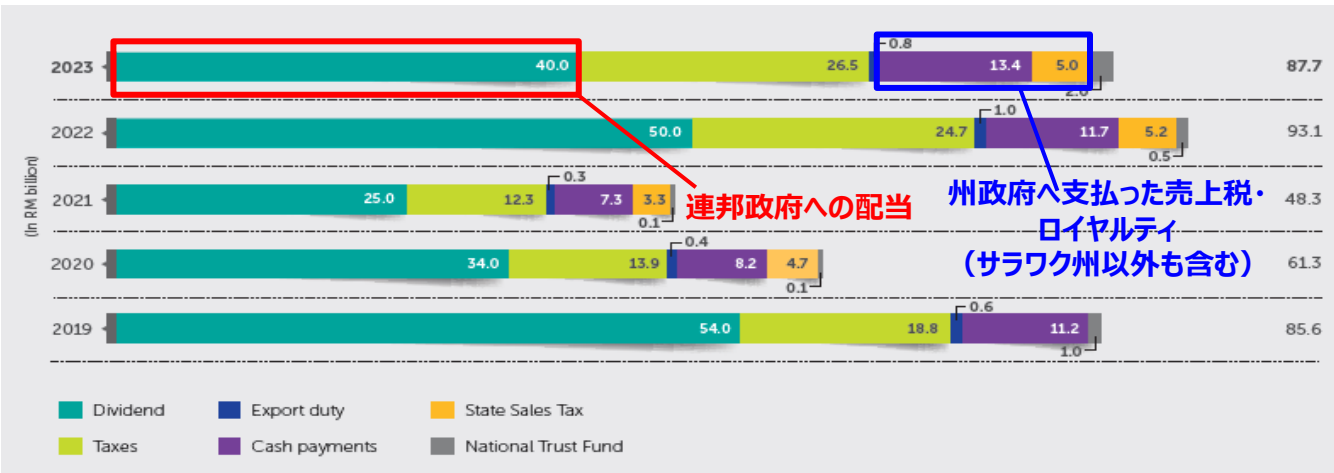 0.8
2023 40.0 26.5 13.4 5.0 87.7
2.0
1.0
2022 50.0 24.7 11.7 5.2 93.1
0.5
(In RM billion)
0.3
2021 25.0 12.3 7.3 3.3 48.3
0.1
連邦政府への配当
州政府へ支払った売上税・
ロイヤルティ
（サラワク州以外も含む）
0.4
2020 34.0 13.9 8.2 4.7 61.3
0.1
0.6
2019 54.0 18.8 11.2 85.6
1.0
Dividend Export duty State Sales Tax
Taxes Cash payments National Trust Fund